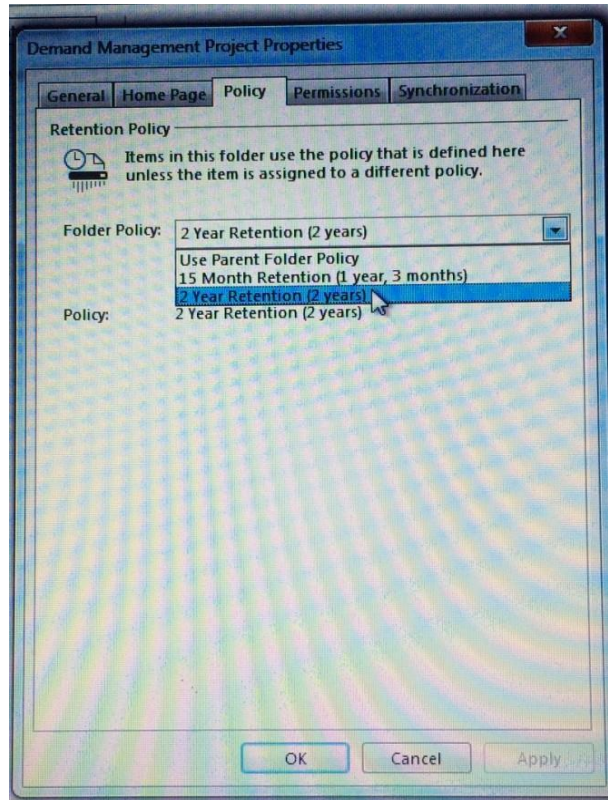 Demand Management Project Properties
General Home Page Policy Permissions Synchronization
Retention Policy
Items in this folder use the policy that is defined here
unless the item is assigned to a different policy.
Folder Policy: 2 Year Retention (2 years)
Use Parent Folder Policy
15 Month Retention (1 year, 3 months)
2 Year Retention (2 years)
Policy: 2 Year Retention (2 years)
OK Cancel Apply